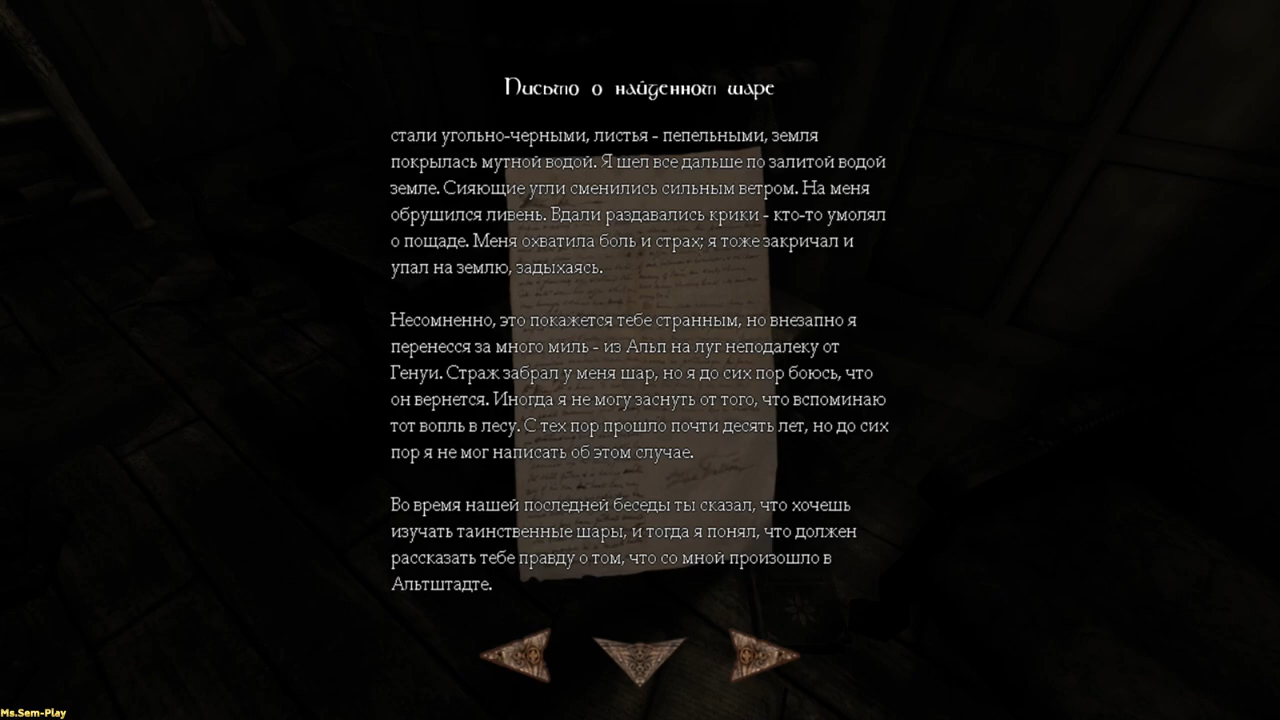 Письмо о найденном шаре
стали угольно-черными, листья - пепельными, земля
покрылась мутной водой. Я шел все дальше по залитой водой
земле. Сияющие угли сменились сильным ветром. На меня
обрушился ливень. Вдали раздавались крики - кто-то умолял
о пощаде. Меня охватила боль и страх; я тоже закричал и
упал на землю, задыхаясь.
Несомненно, это покажется тебе странным, но внезапно я
перенесся за много миль - из Альп на луг неподалеку от
Генуи. Страж забрал у меня шар, но я до сих пор боюсь, что
он вернется. Иногда я не могу заснуть от того, что вспоминаю
тот вопль в лесу. С тех пор прошло почти десять лет, но до сих
пор я не мог написать об этом случае.
Во время нашей последней беседы ты сказал, что хочешь
изучать таинственные шары, и тогда я понял, что должен
рассказать тебе правду о том, что со мной произошло в
Альтштадте.
Ms.Sem-Play